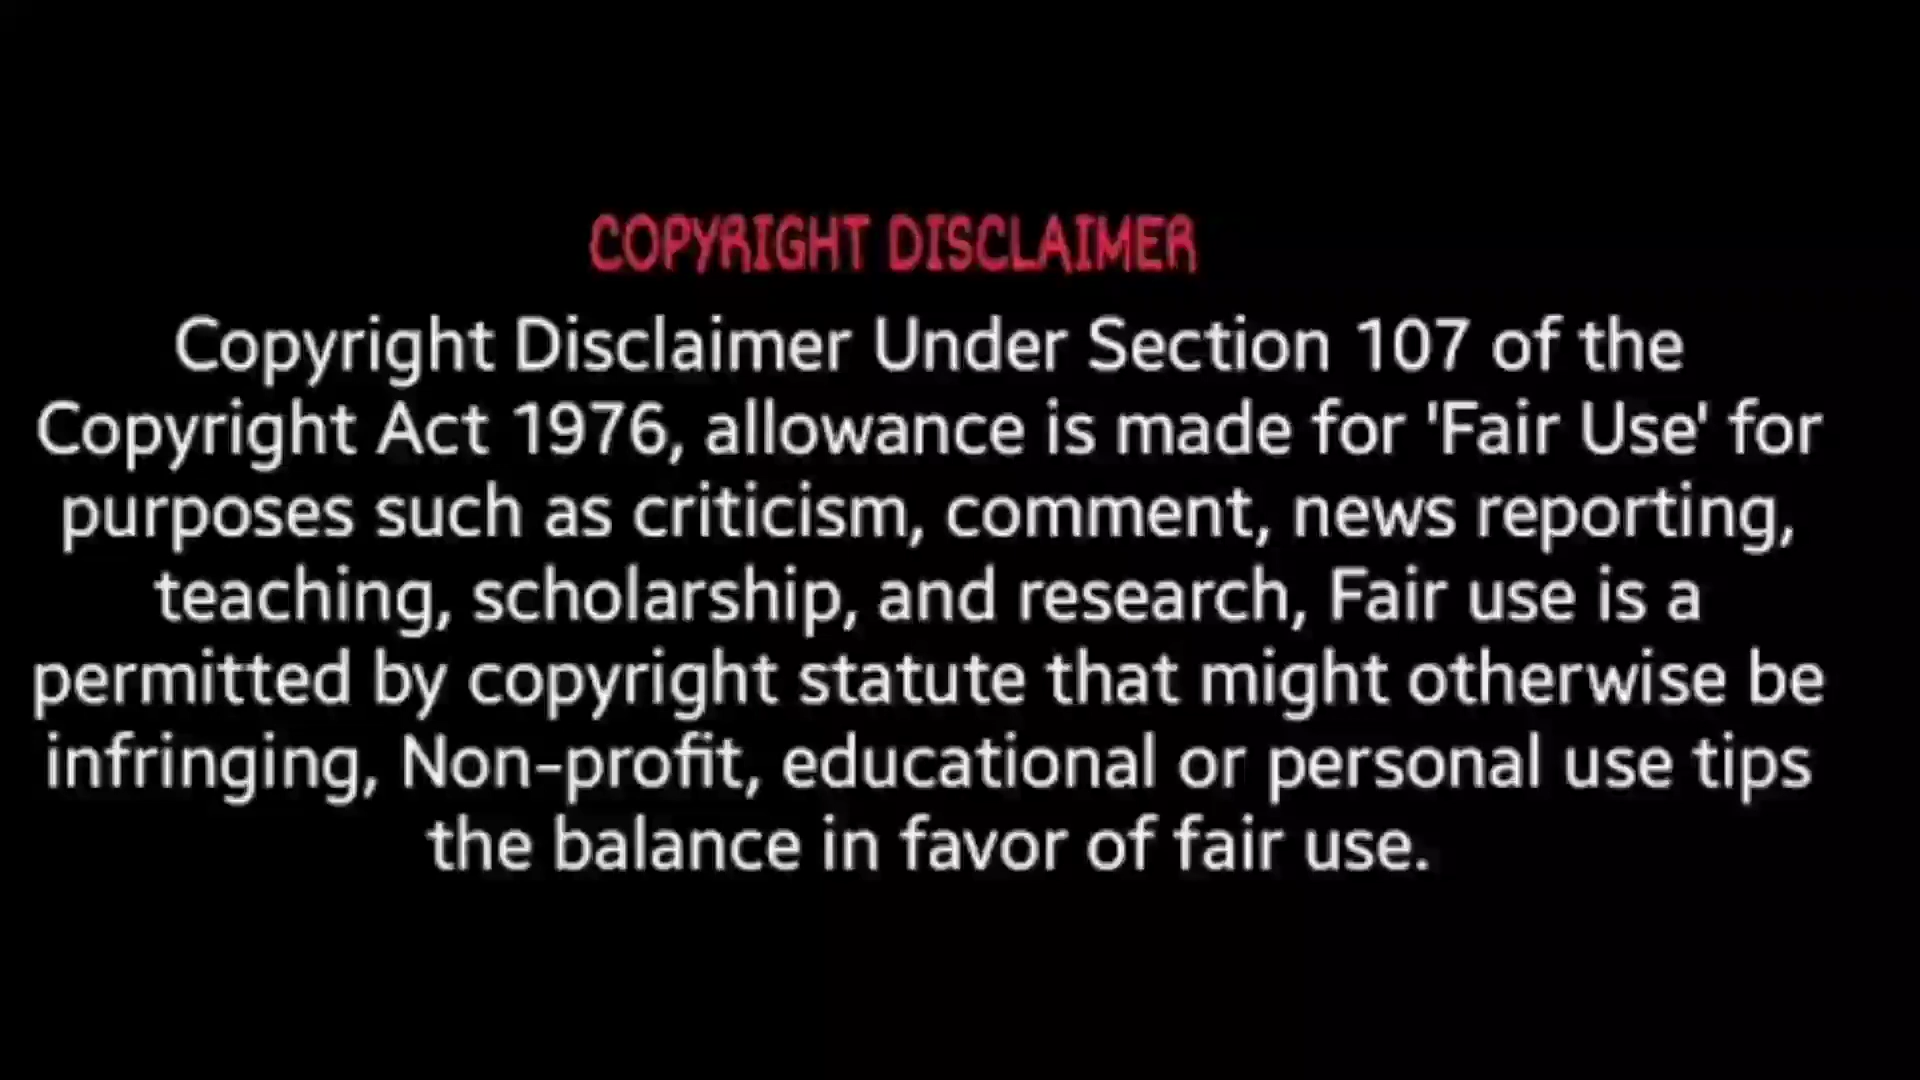 COPYRIGHT DISCLAIMER
Copyright Disclaimer Under Section 107 of the
Copyright Act 1976, allowance is made for 'Fair Use' for
purposes such as criticism, comment, news reporting,
teaching, scholarship, and research, Fair use is a
permitted by copyright statute that might otherwise be
infringing, Non-profit, educational or personal use tips
the balance in favor of fair use.